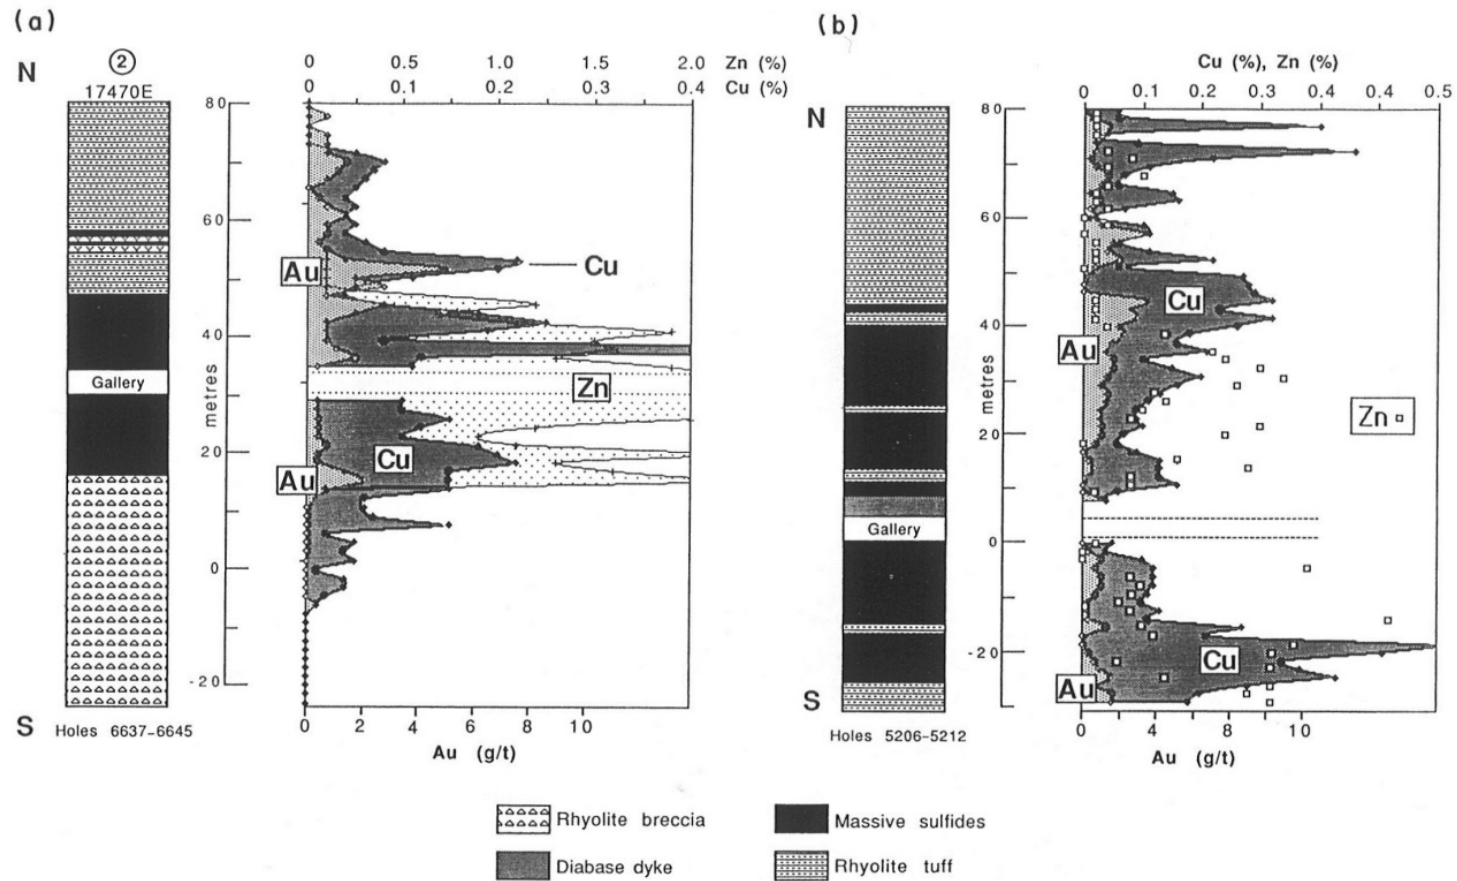 (a)
N
2
17470E
0 0.5 1.0 1.5 2.0 Zn (%)
0 0.1 0.2 0.3 0.4 Cu (%)
80
60
40
20
0
-20
metres
Au
Cu
Gallery
Zn
Cu
Au
S
Holes 6637-6645
0 2 4 6 8 10
Au (g/t)
(b)
Cu (%), Zn (%)
0 0.1 0.2 0.3 0.4 0.4 0.5
N
80
60
40
20
0
-20
metres
Cu
Au
Zn
Gallery
Cu
Au
S
Holes 5206-5212
0 2 4 8 8 10
Au (g/t)
Rhyolite breccia
Massive sulfides
Diabase dyke
Rhyolite tuff